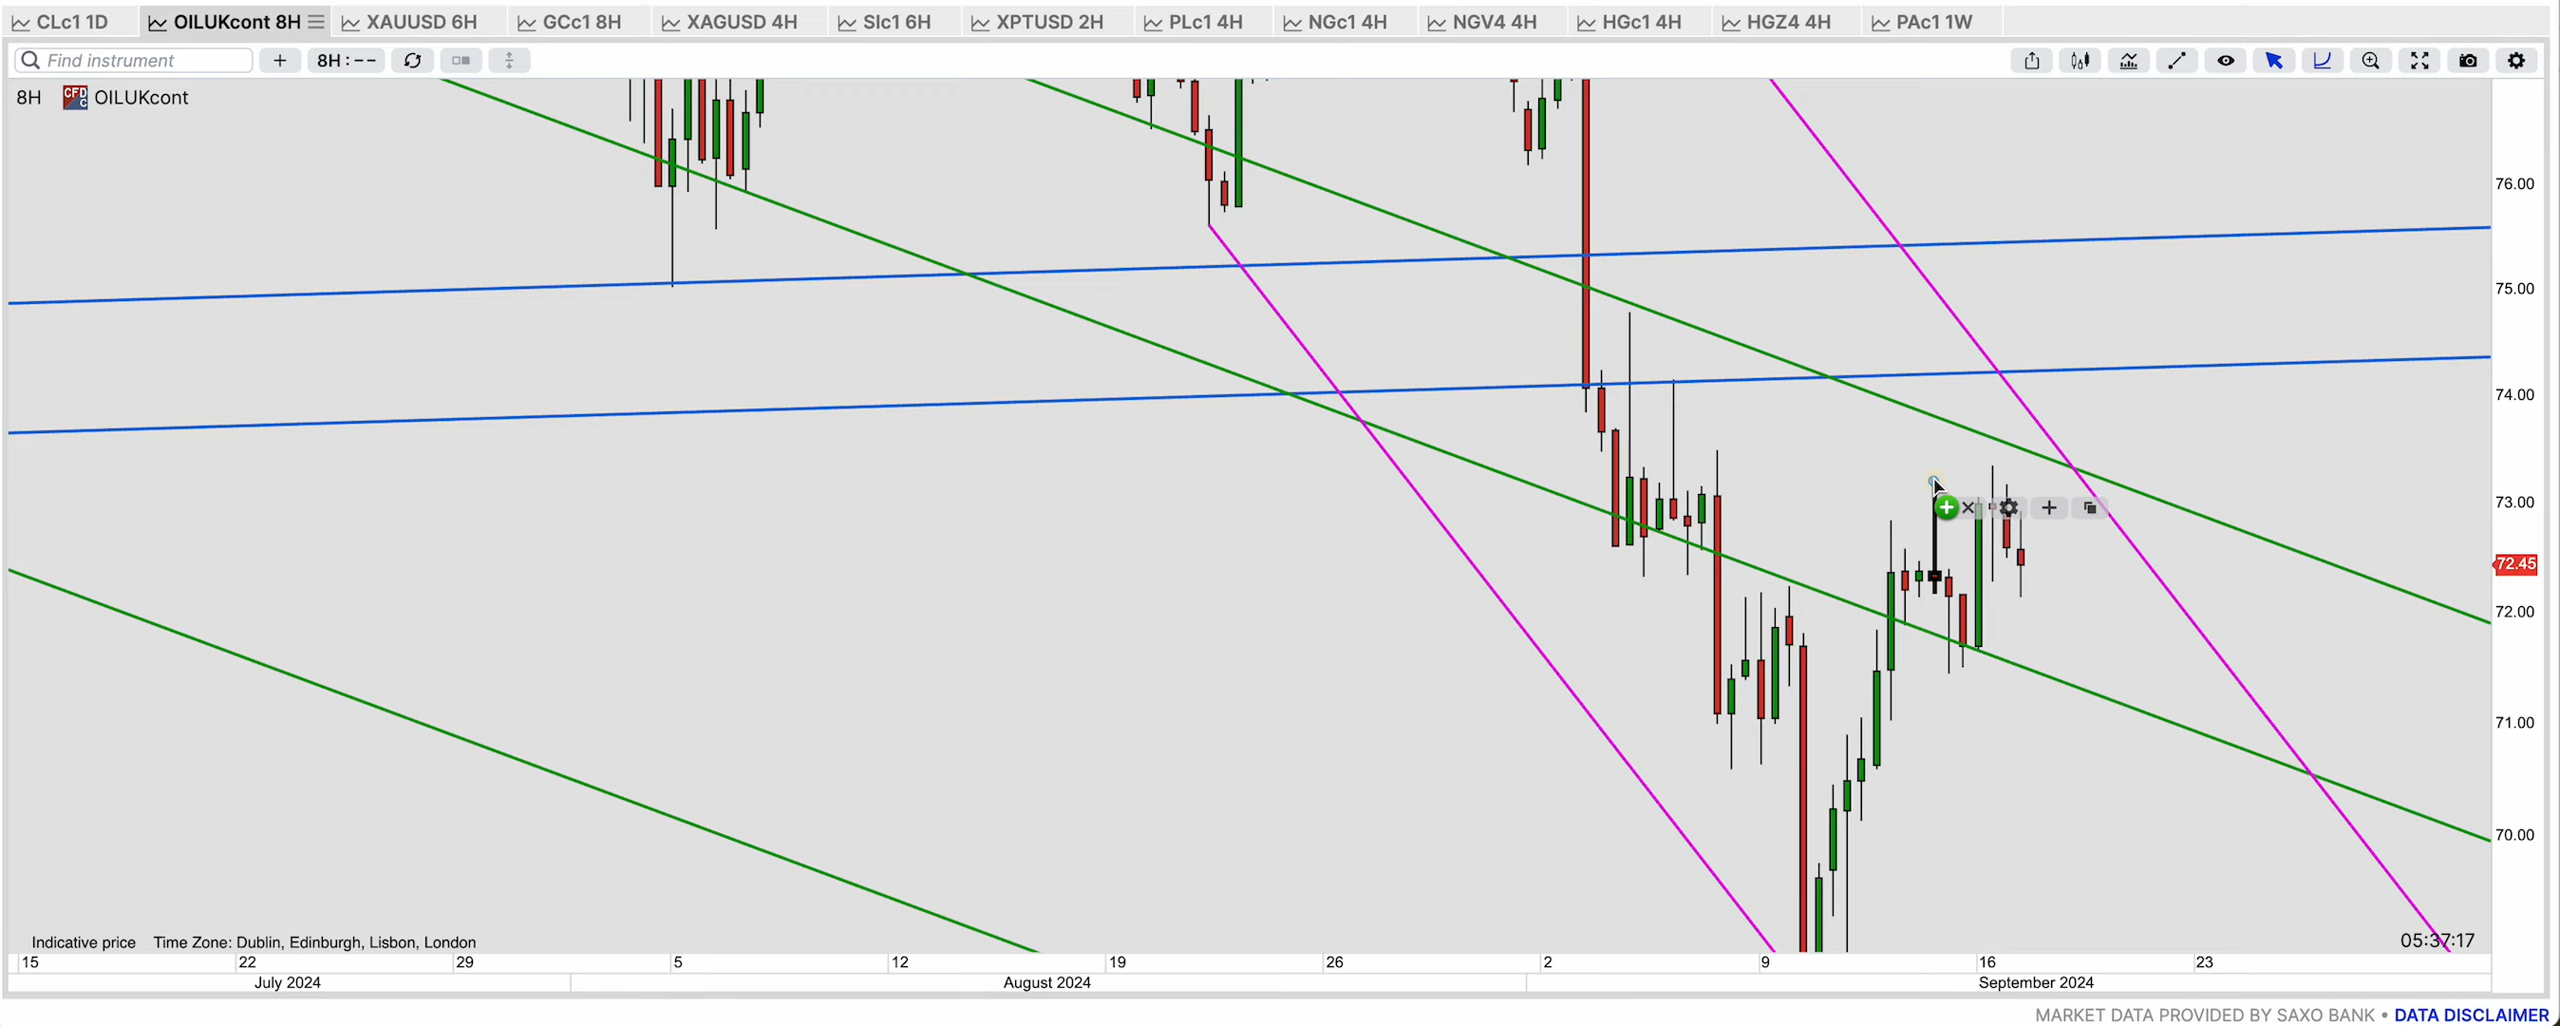 CLc1 1D OILUKcont 8H XAUUSD 6H GCc1 8H XAGUSD 4H SIc1 6H XPTUSD 2H PLc1 4H NGc1 4H NGV4 4H HGc1 4H HGZ4 4H PAc1 1W
Find instrument + 8H : --
8H CFD C OILUKcont
76.00
75.00
74.00
73.00
72.45
72.00
71.00
70.00
Indicative price Time Zone: Dublin, Edinburgh, Lisbon, London 05:37:17
15 22 29 5 12 19 26 2 9 16 23
July 2024 August 2024 September 2024
MARKET DATA PROVIDED BY SAXO BANK • DATA DISCLAIMER